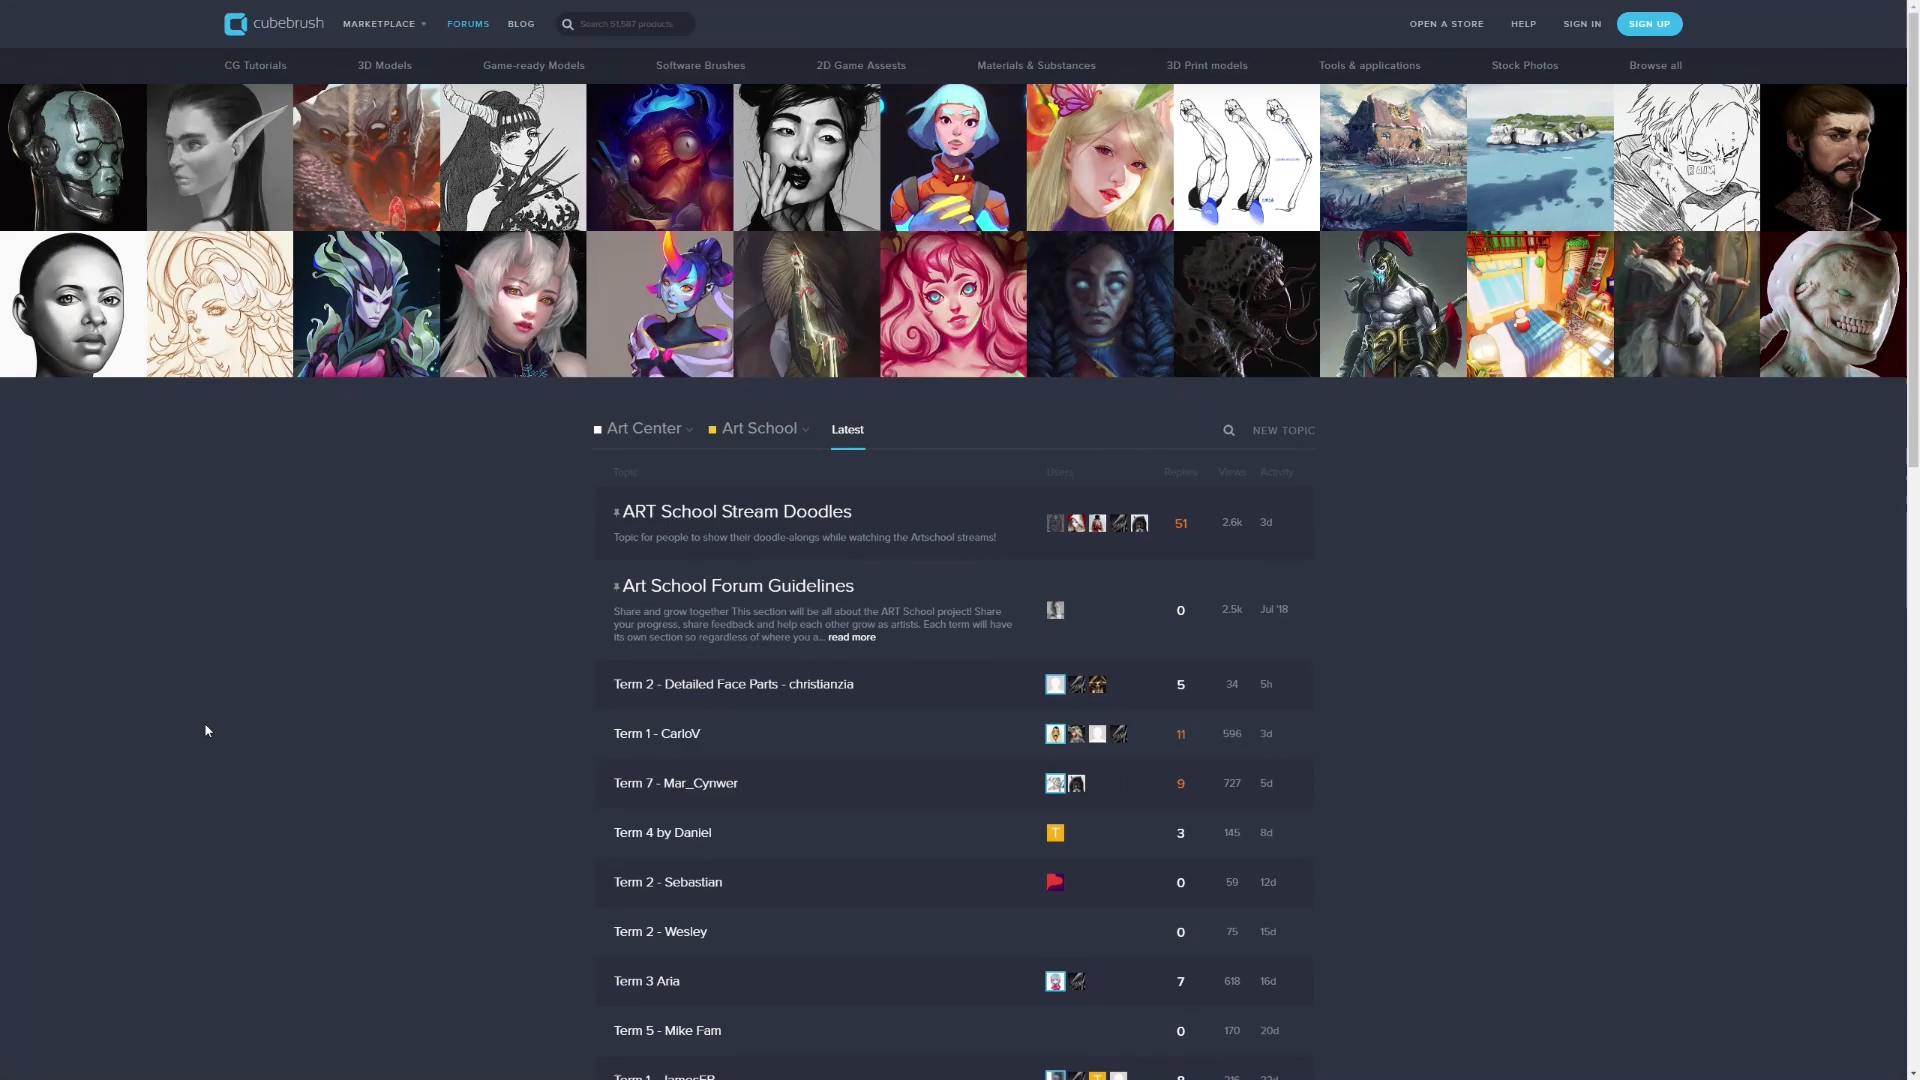 cubebrush MARKETPLACE FORUMS BLOG Search 51,587 products OPEN A STORE HELP SIGN IN SIGN UP
CG Tutorials 3D Models Game-ready Models Software Brushes 2D Game Assests Materials & Substances 3D Print models Tools & applications Stock Photos Browse all
Art Center Art School Latest NEW TOPIC
Topic Users Replies Views Activity
ART School Stream Doodles 51 2.6k 3d
Topic for people to show their doodle-alongs while watching the Artschool streams!
Art School Forum Guidelines 0 2.5k Jul '18
Share and grow together This section will be all about the ART School project! Share
your progress, share feedback and help each other grow as artists. Each term will have
its own section so regardless of where you a... read more
Term 2 - Detailed Face Parts - christianzia 5 34 5h
Term 1 - CarloV 11 596 3d
Term 7 - Mar_Cynwer 9 727 5d
Term 4 by Daniel T 3 145 8d
Term 2 - Sebastian 0 59 12d
Term 2 - Wesley 0 75 15d
Term 3 Aria 7 618 16d
Term 5 - Mike Fam 0 170 20d